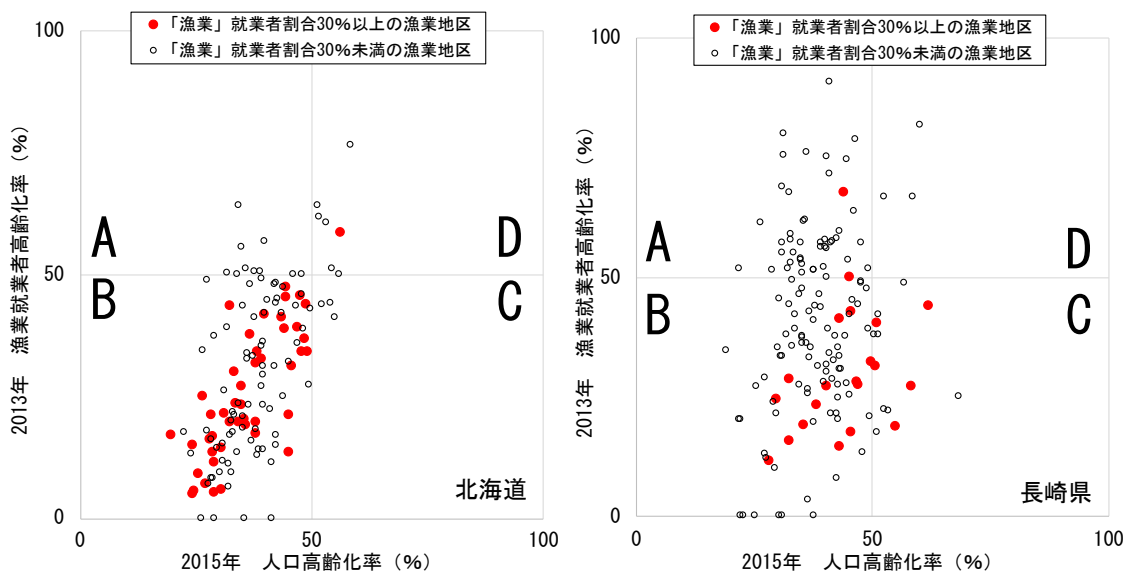 「漁業」就業者割合30%以上の漁業地区
「漁業」就業者割合30%未満の漁業地区
2013年　漁業就業者高齢化率（%）
100
50
0
A
B
D
C
北海道
0
50
100
2015年　人口高齢化率（%）
「漁業」就業者割合30%以上の漁業地区
「漁業」就業者割合30%未満の漁業地区
2013年　漁業就業者高齢化率（%）
100
50
0
A
B
D
C
長崎県
0
50
100
2015年　人口高齢化率（%）